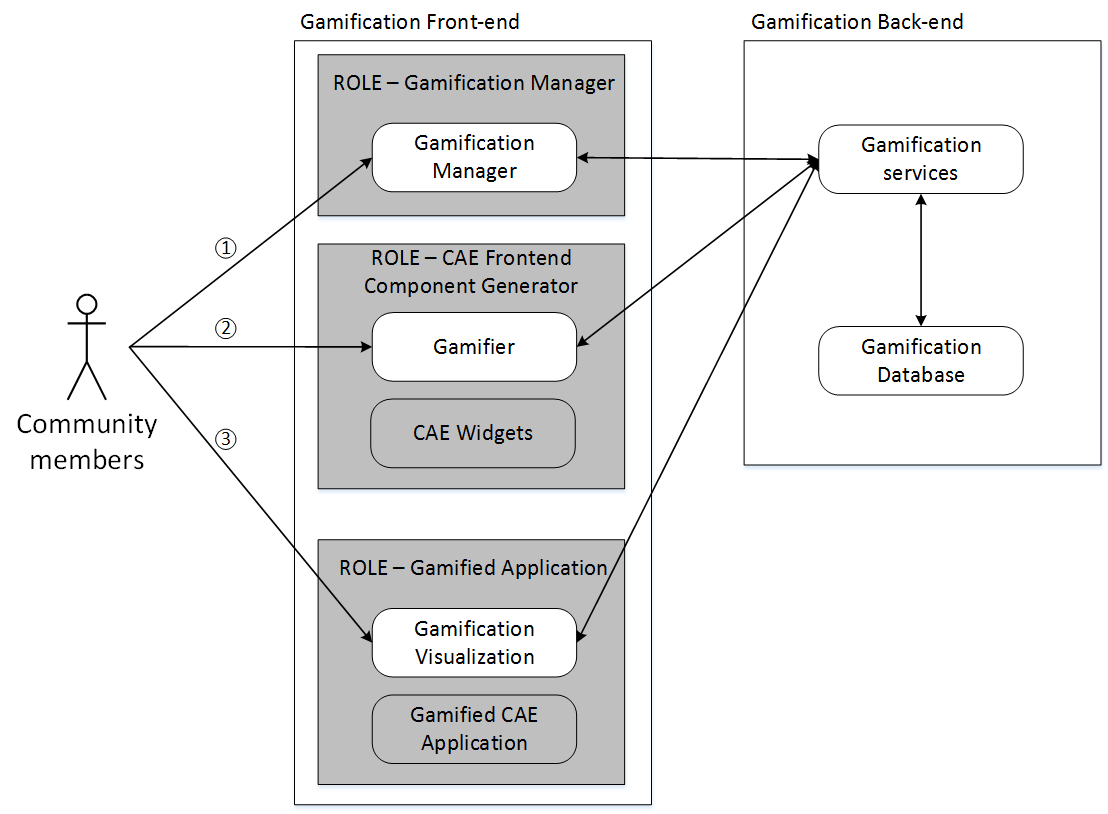 Gamification Front-end
Gamification Back-end
ROLE – Gamification Manager
Gamification
Manager
Gamification
services
①
ROLE – CAE Frontend
Component Generator
②
Gamifier
Gamification
Database
Community
members
③
CAE Widgets
ROLE – Gamified Application
Gamification
Visualization
Gamified CAE
Application